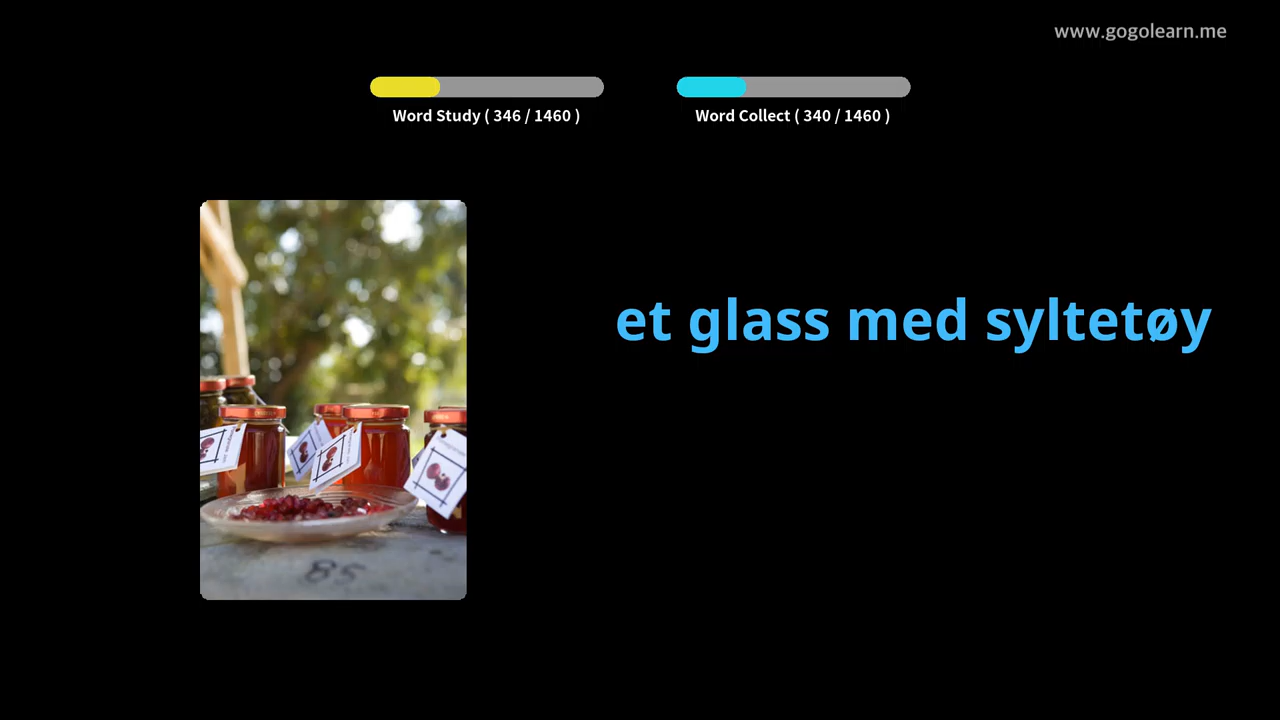 www.gogolearn.me
Word Study ( 346 / 1460 )
Word Collect ( 340 / 1460 )
et glass med syltetøy
85